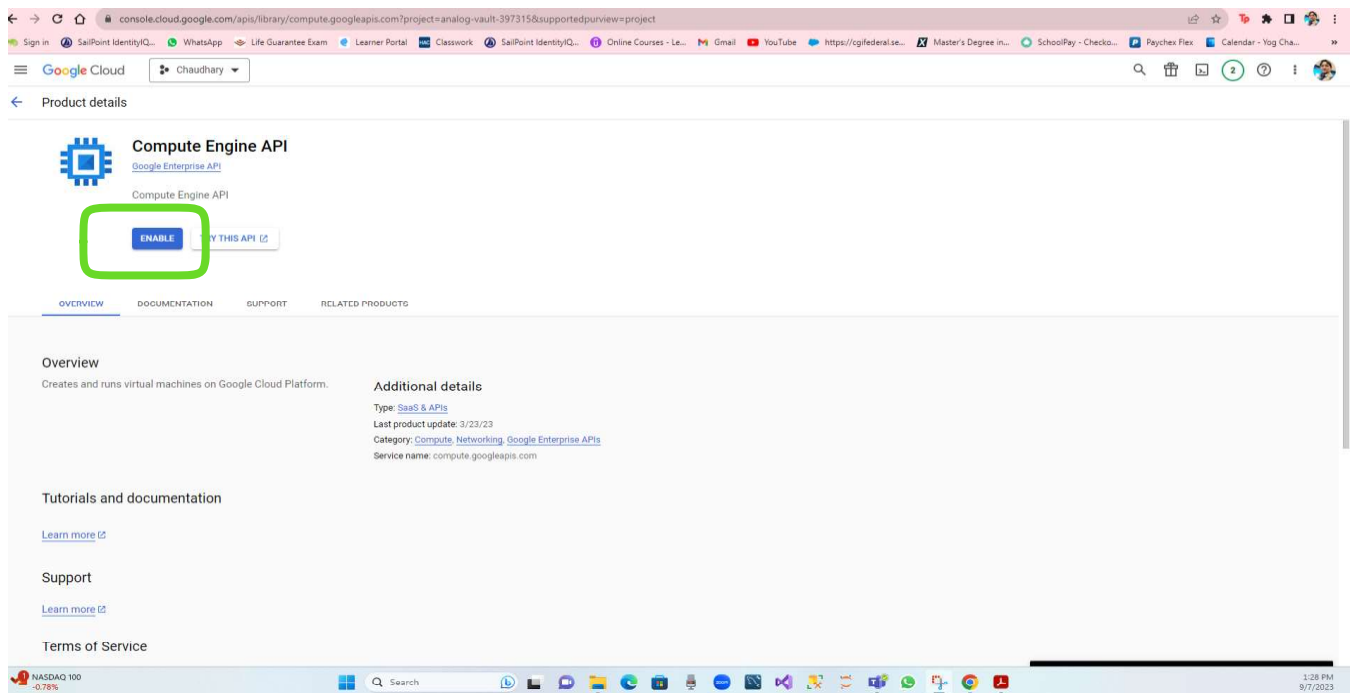 console.cloud.google.com/apis/library/compute.googleapis.com?project=analog-vault-397315&supportedpurview=project
Sign in SailPoint IdentityIQ... WhatsApp Life Guarantee Exam Learner Portal Classwork SailPoint IdentityIQ... Online Courses - Le... Gmail YouTube https://cgifederal.se... Master's Degree in... SchoolPay - Checko... Paychex Flex Calendar - Yog Cha... »
Google Cloud Chaudhary 2
Product details
Compute Engine API
Google Enterprise API
Compute Engine API
ENABLE THIS API
OVERVIEW DOCUMENTATION SUPPORT RELATED PRODUCTS
Overview
Creates and runs virtual machines on Google Cloud Platform.
Additional details
Type: SaaS & APIs
Last product update: 3/23/23
Category: Compute, Networking, Google Enterprise APIs
Service name: compute.googleapis.com
Tutorials and documentation
Learn more
Support
Learn more
Terms of Service
NASDAQ 100
-0.78%
Search
1:28 PM
9/7/2023